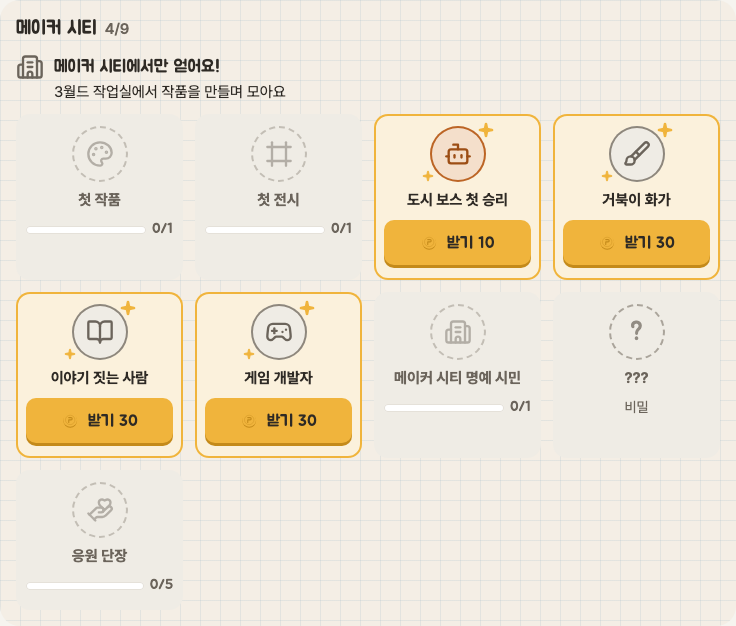 메이커 시티 4/9
메이커 시티에서만 얻어요!
3월드 작업실에서 작품을 만들며 모아요
첫 작품
0/1
첫 전시
0/1
도시 보스 첫 승리
받기 10
거북이 화가
받기 30
이야기 짓는 사람
받기 30
게임 개발자
받기 30
메이커 시티 명예 시민
0/1
?
???
비밀
응원 단장
0/5